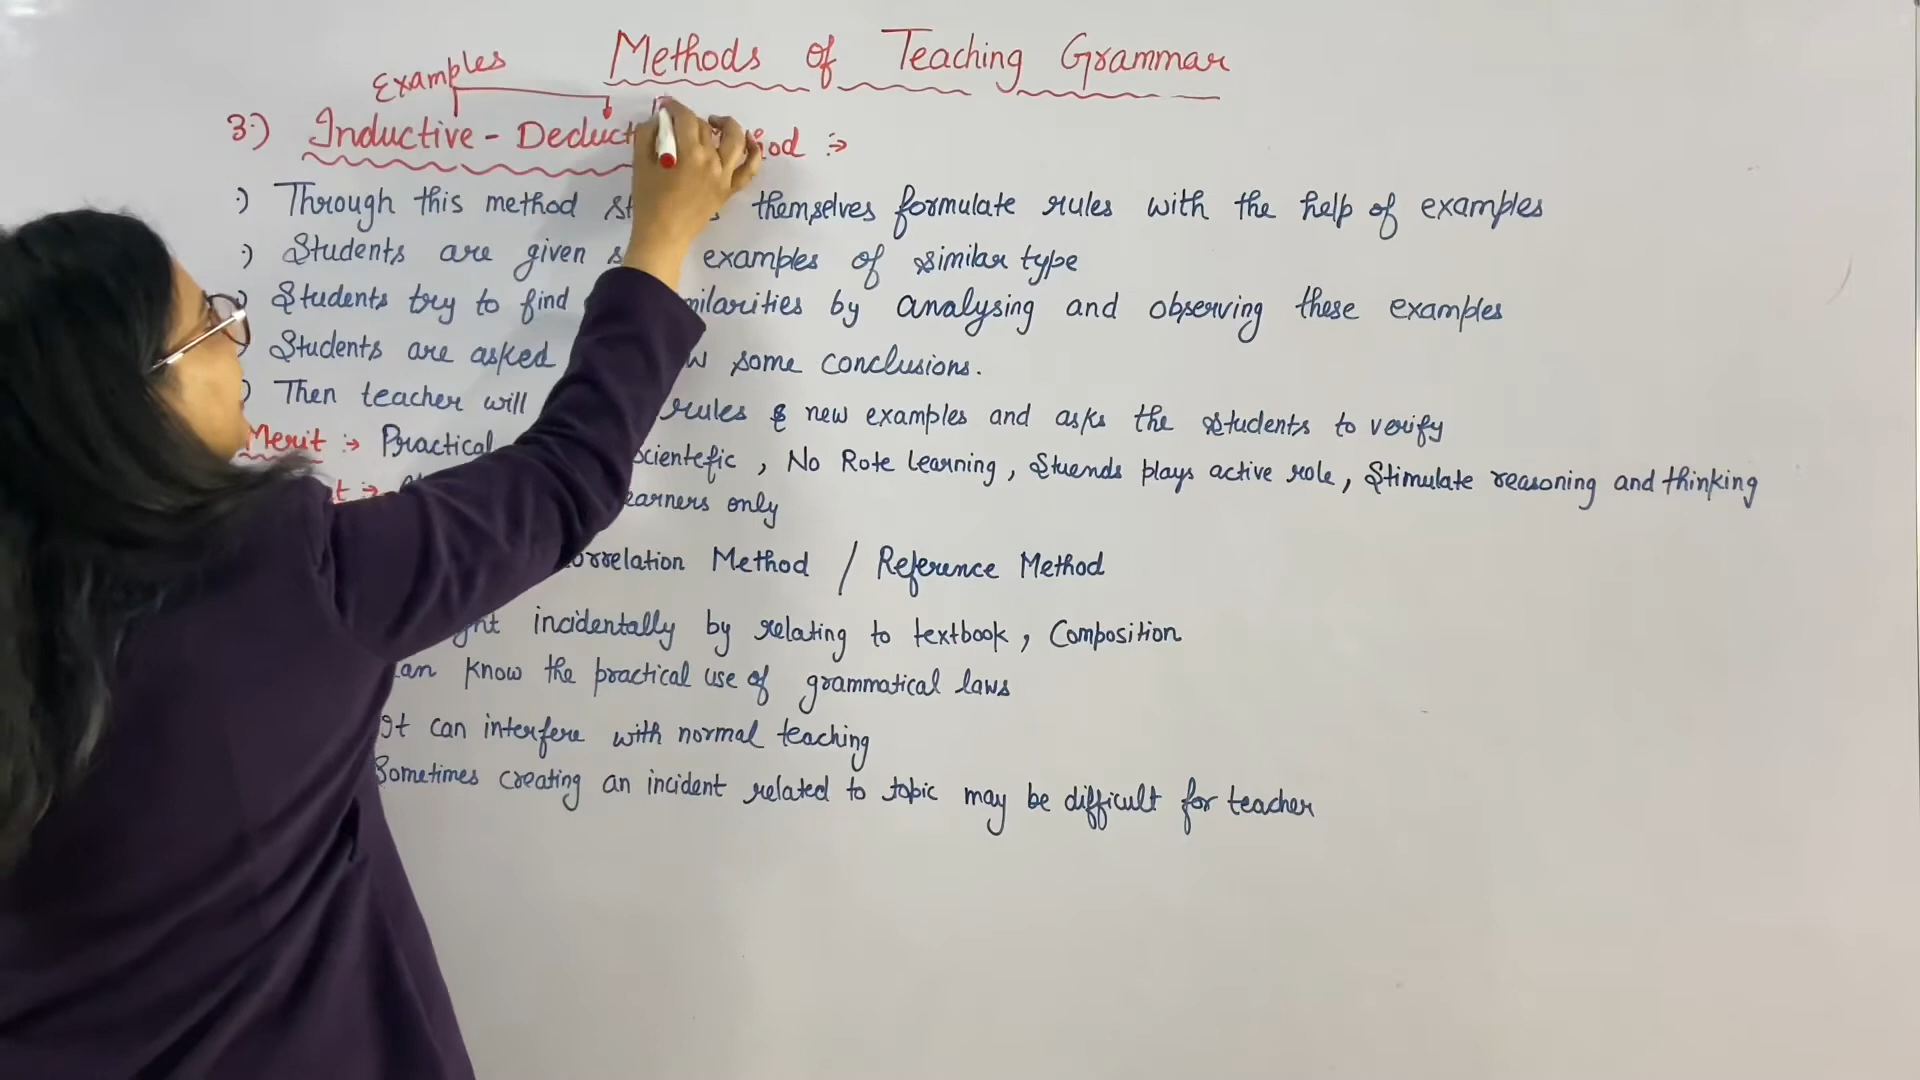 Methods of Teaching Grammar
Examples
3:) Inductive - Deduct :→
Through this method themselves formulate rules with the help of examples
Students are given examples of similar type
Students try to find by analysing and observing these examples
Students are asked some conclusions.
Then teacher will rules & new examples and asks the students to verify
Merit :→ Practical scientefic , No Rote learning , Stuends plays active role , Stimulate reasoning and thinking
only
Method / Reference Method
incidentally by relating to textbook , Composition
know the practical use of grammatical laws
It can interfere with normal teaching
Sometimes creating an incident related to topic may be difficult for teacher